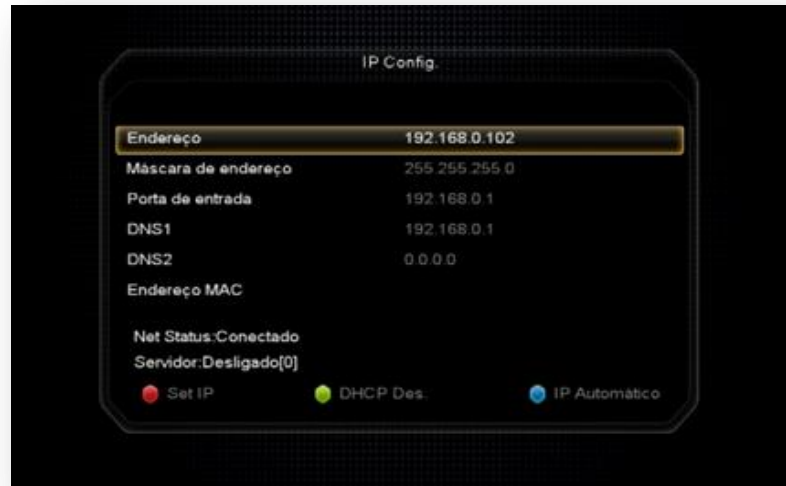 IP Config.
Endereço 192.168.0.102
Máscara de endereço 255.255.255.0
Porta de entrada 192.168.0.1
DNS1 192.168.0.1
DNS2 0.0.0.0
Endereço MAC
Net Status:Conectado
Servidor:Desligado[0]
Set IP DHCP Des. IP Automático